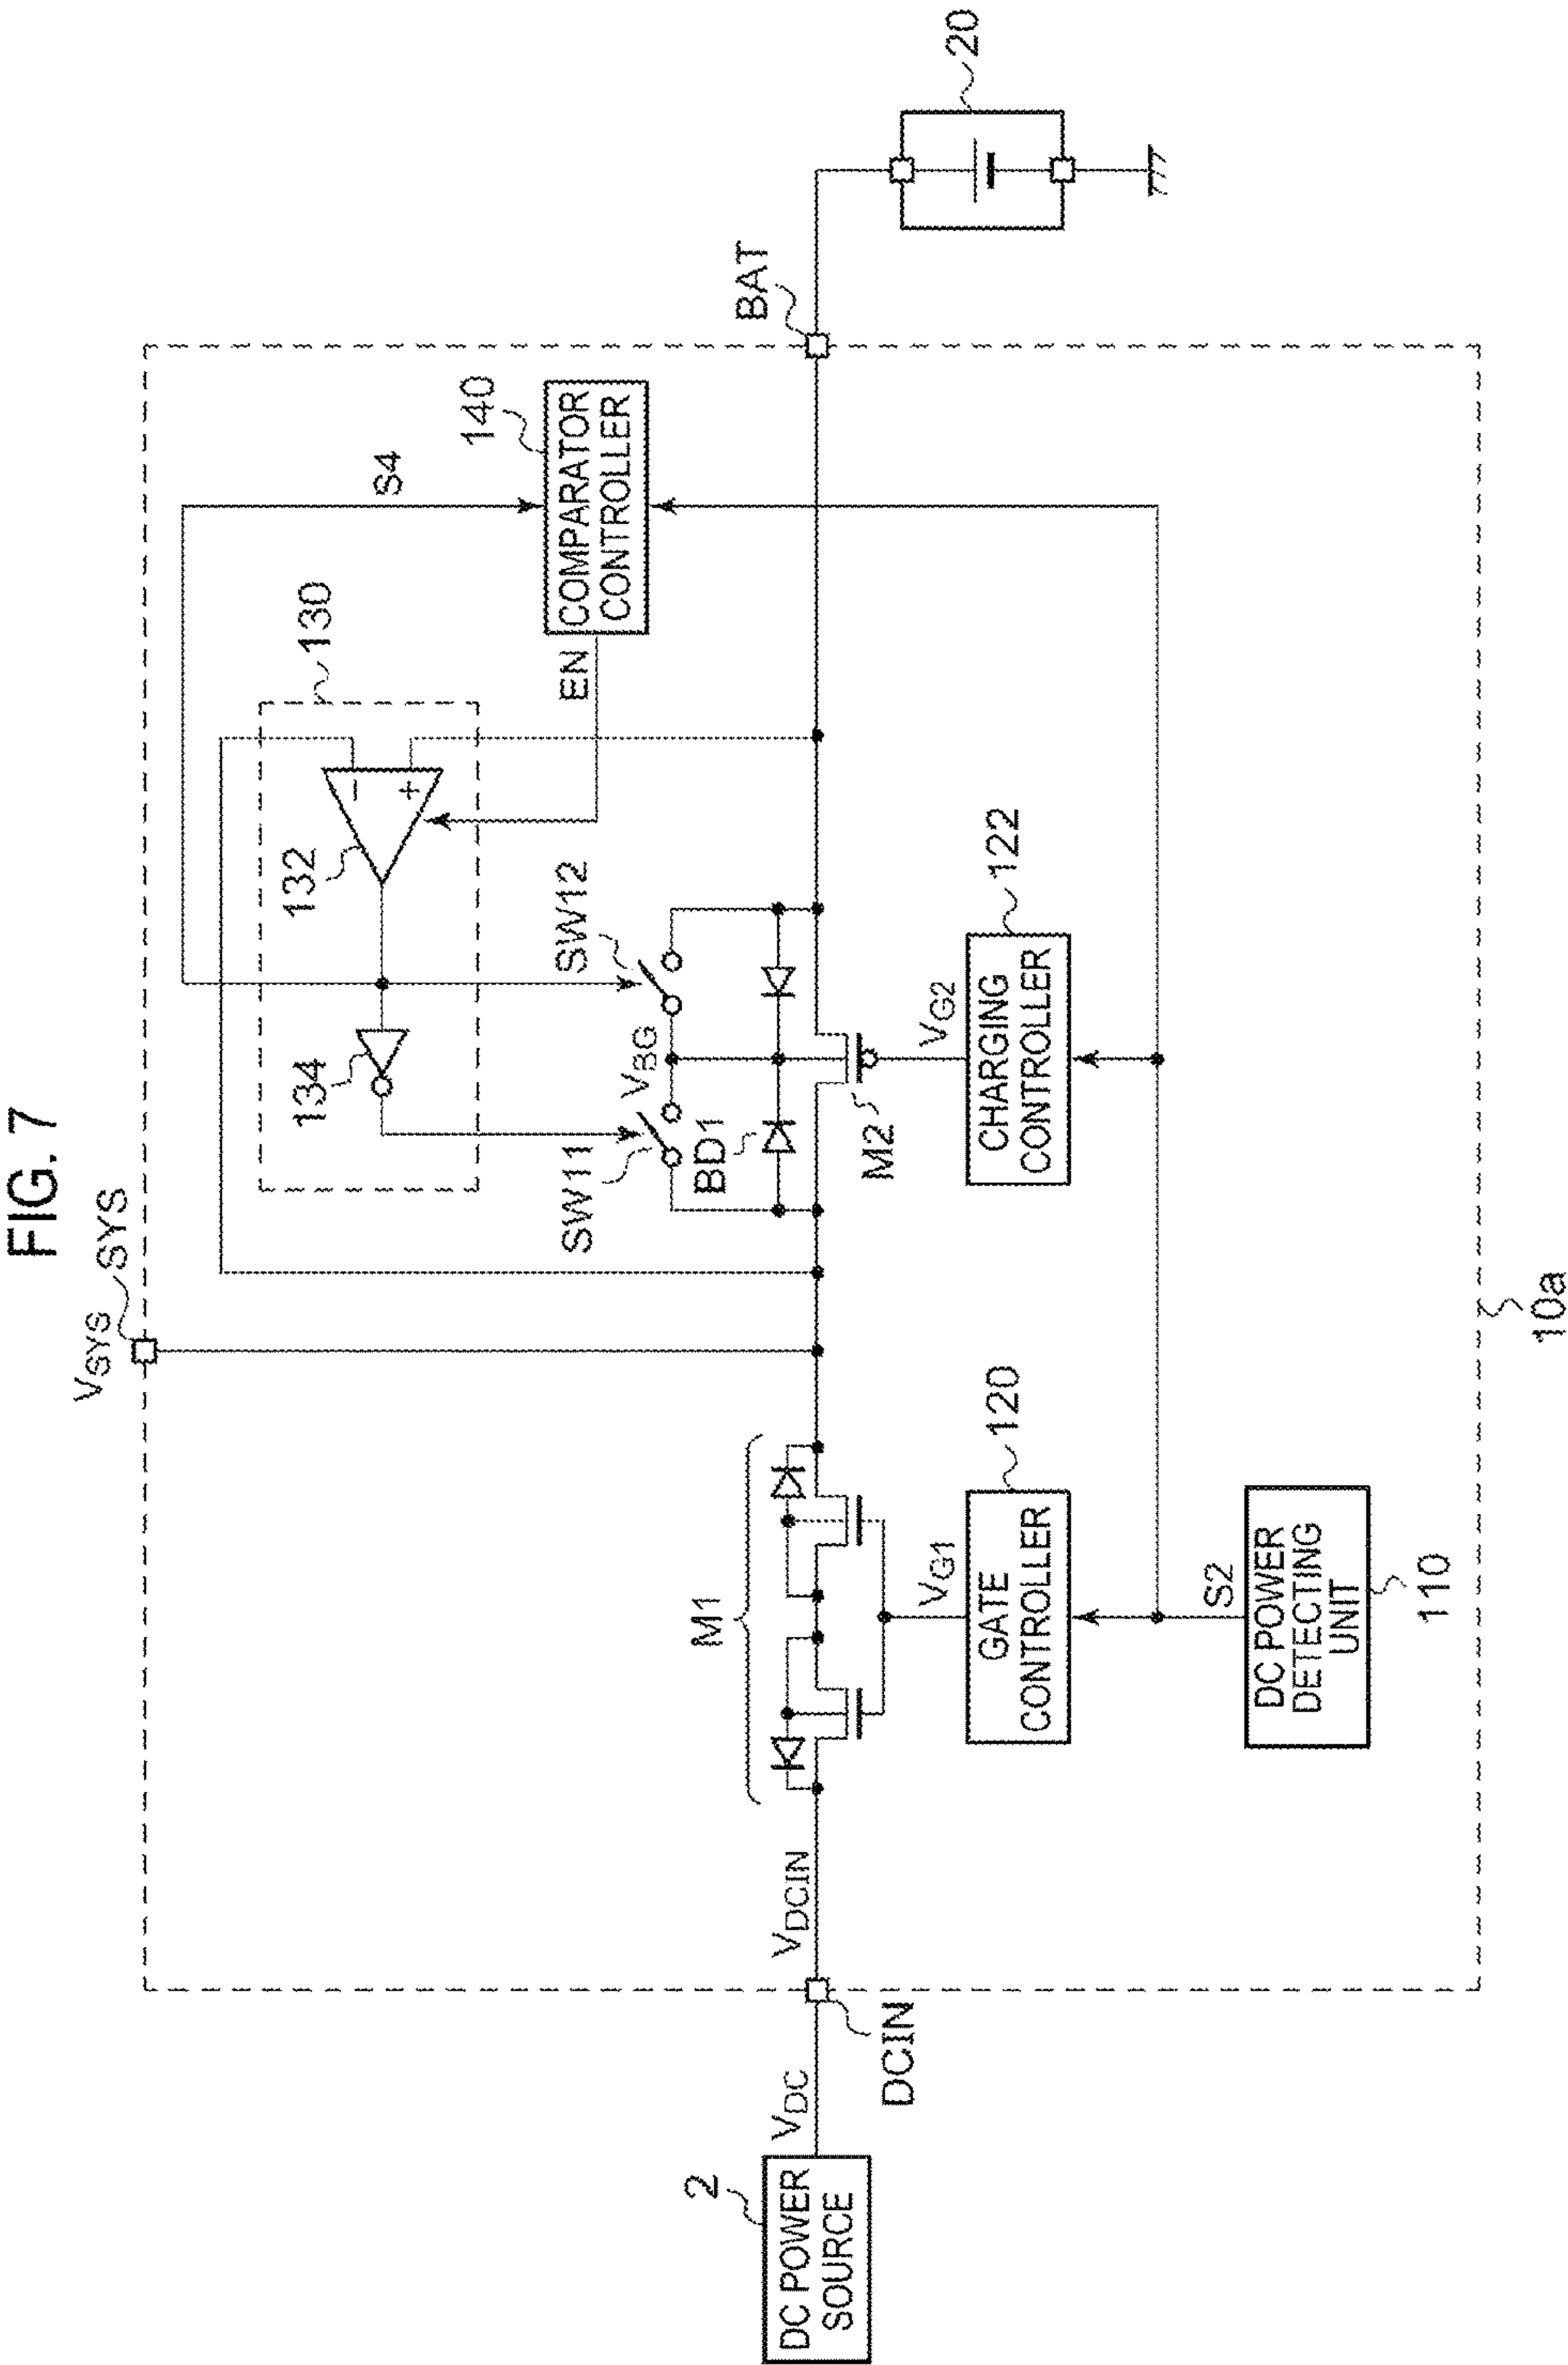 FIG. 7
VSYS
SYS
130
S4
132
134
140
COMPARATOR
CONTROLLER
EN
SW11
SW12
VBG
BD1
M1
M2
BAT
20
2
DC POWER
SOURCE
VDC
DCIN
VDCIN
VG1
120
GATE
CONTROLLER
VG2
122
CHARGING
CONTROLLER
S2
DC POWER
DETECTING
UNIT
110
10a
−
+